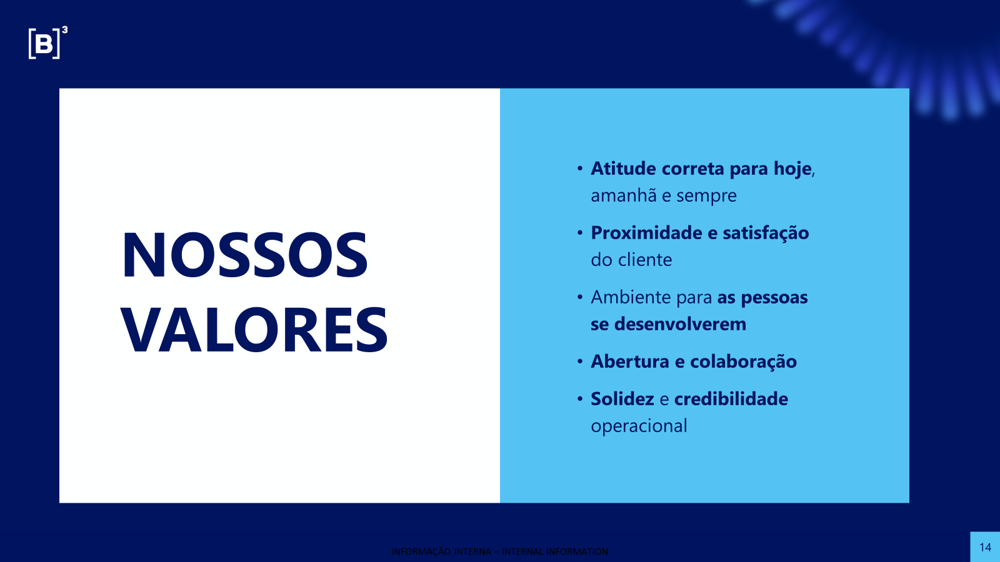 [B]³
NOSSOS
VALORES
• Atitude correta para hoje,
amanhã e sempre
• Proximidade e satisfação
do cliente
• Ambiente para as pessoas
se desenvolverem
• Abertura e colaboração
• Solidez e credibilidade
operacional
INFORMAÇÃO INTERNA – INTERNAL INFORMATION
14